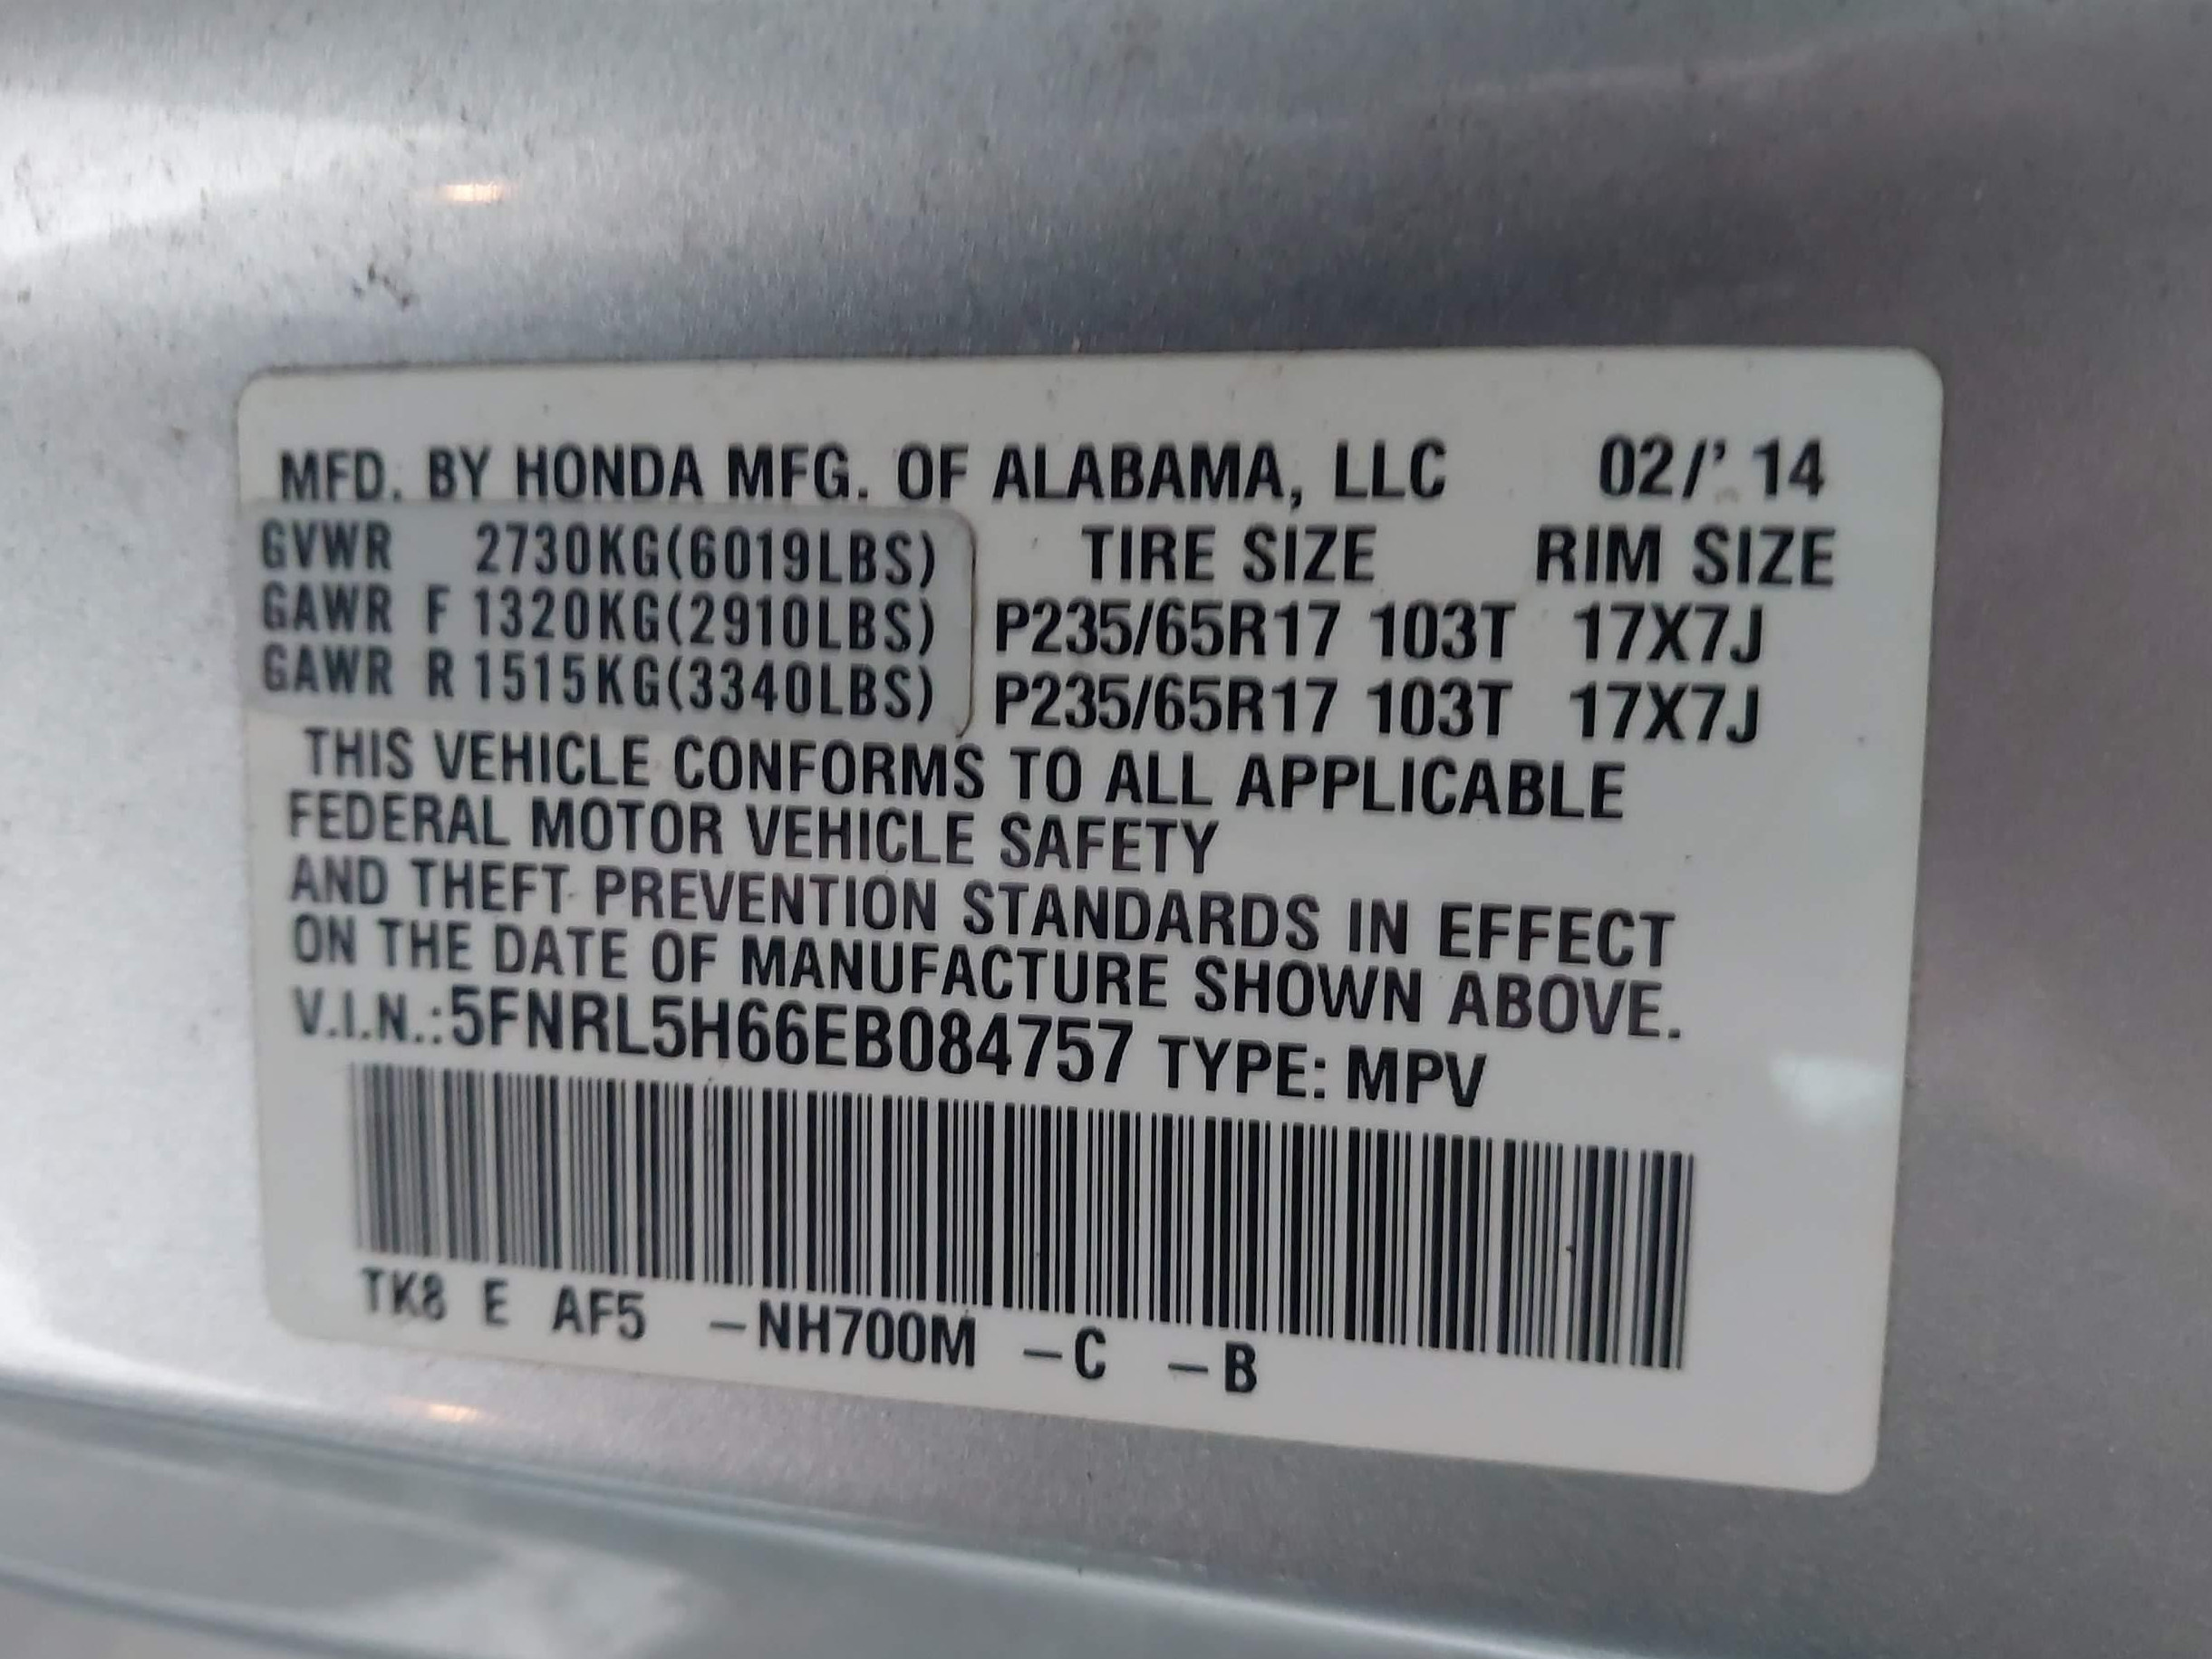 MFD. BY HONDA MFG. OF ALABAMA, LLC 02/' 14
GVWR 2730KG(6019LBS) TIRE SIZE RIM SIZE
GAWR F 1320KG(2910LBS) P235/65R17 103T 17X7J
GAWR R 1515KG(3340LBS) P235/65R17 103T 17X7J
THIS VEHICLE CONFORMS TO ALL APPLICABLE
FEDERAL MOTOR VEHICLE SAFETY
AND THEFT PREVENTION STANDARDS IN EFFECT
ON THE DATE OF MANUFACTURE SHOWN ABOVE.
V.I.N.:5FNRL5H66EB084757 TYPE: MPV
TK8 E AF5 –NH700M –C –B